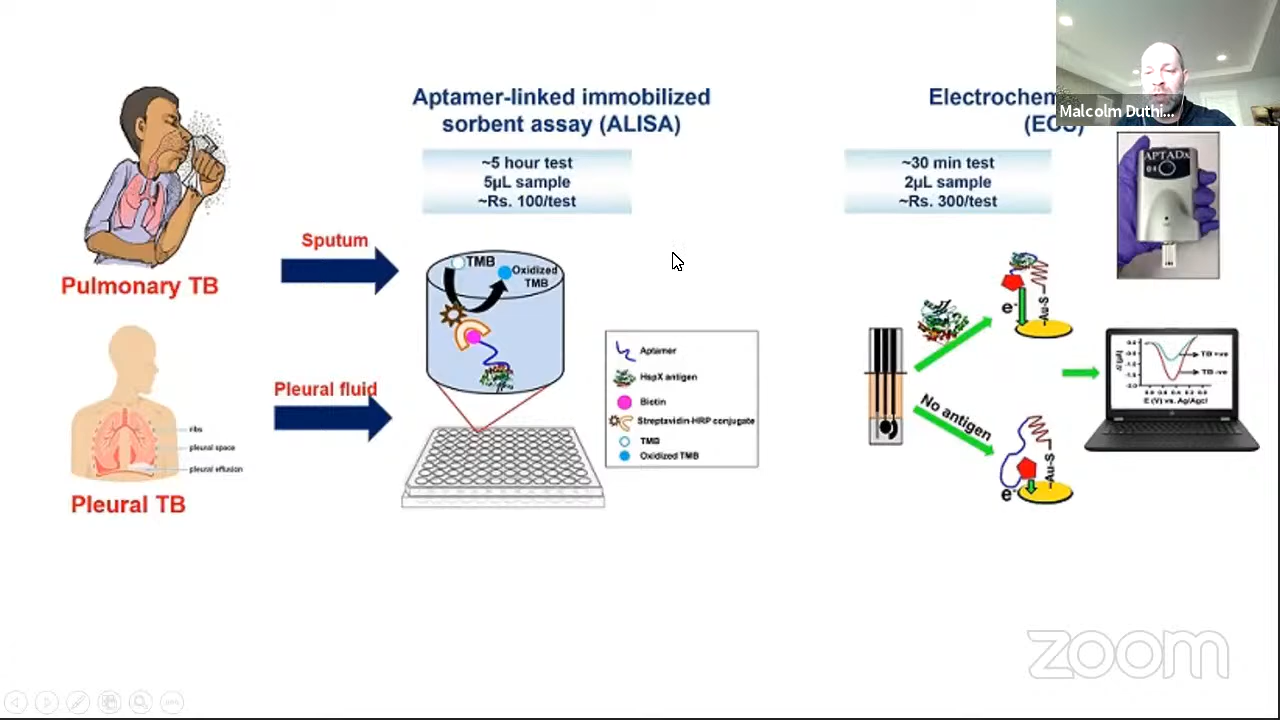 Aptamer-linked immobilized
sorbent assay (ALISA)
~5 hour test
5µL sample
~Rs. 100/test
Electrochem
(ECS)
~30 min test
2µL sample
~Rs. 300/test
Malcolm Duthi...
APTADx
Sputum
Pulmonary TB
Pleural fluid
ribs
pleural space
pleural effusion
Pleural TB
TMB
Oxidized
TMB
Aptamer
HspX antigen
Biotin
Streptavidin-HRP conjugate
TMB
Oxidized TMB
e-
-Au-S-
No antigen
e-
-Au-S-
TB +ve
TB -ve
E (V) vs. Ag/Agcl
zoom